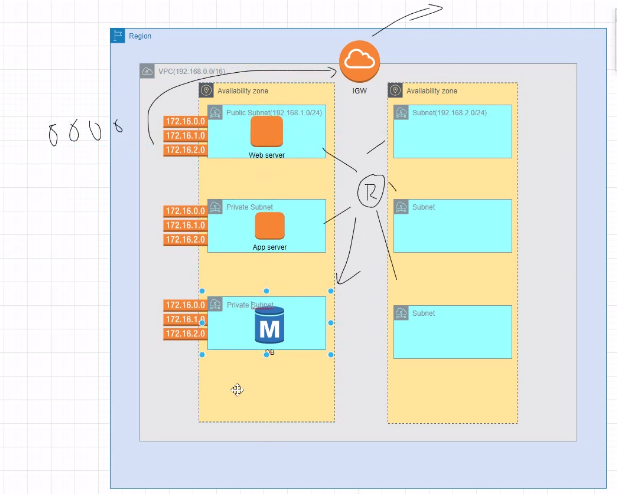 Region
VPC(192.168.0.0/16)
IGW
Availability zone
Availability zone
Public Subnet(192.168.1.0/24)
Subnet(192.168.2.0/24)
172.16.0.0
172.16.1.0
172.16.2.0
Web server
R
Private Subnet
Subnet
172.16.0.0
172.16.1.0
172.16.2.0
App server
Private Subnet
Subnet
172.16.0.0
172.16.1.0
172.16.2.0
M
DB